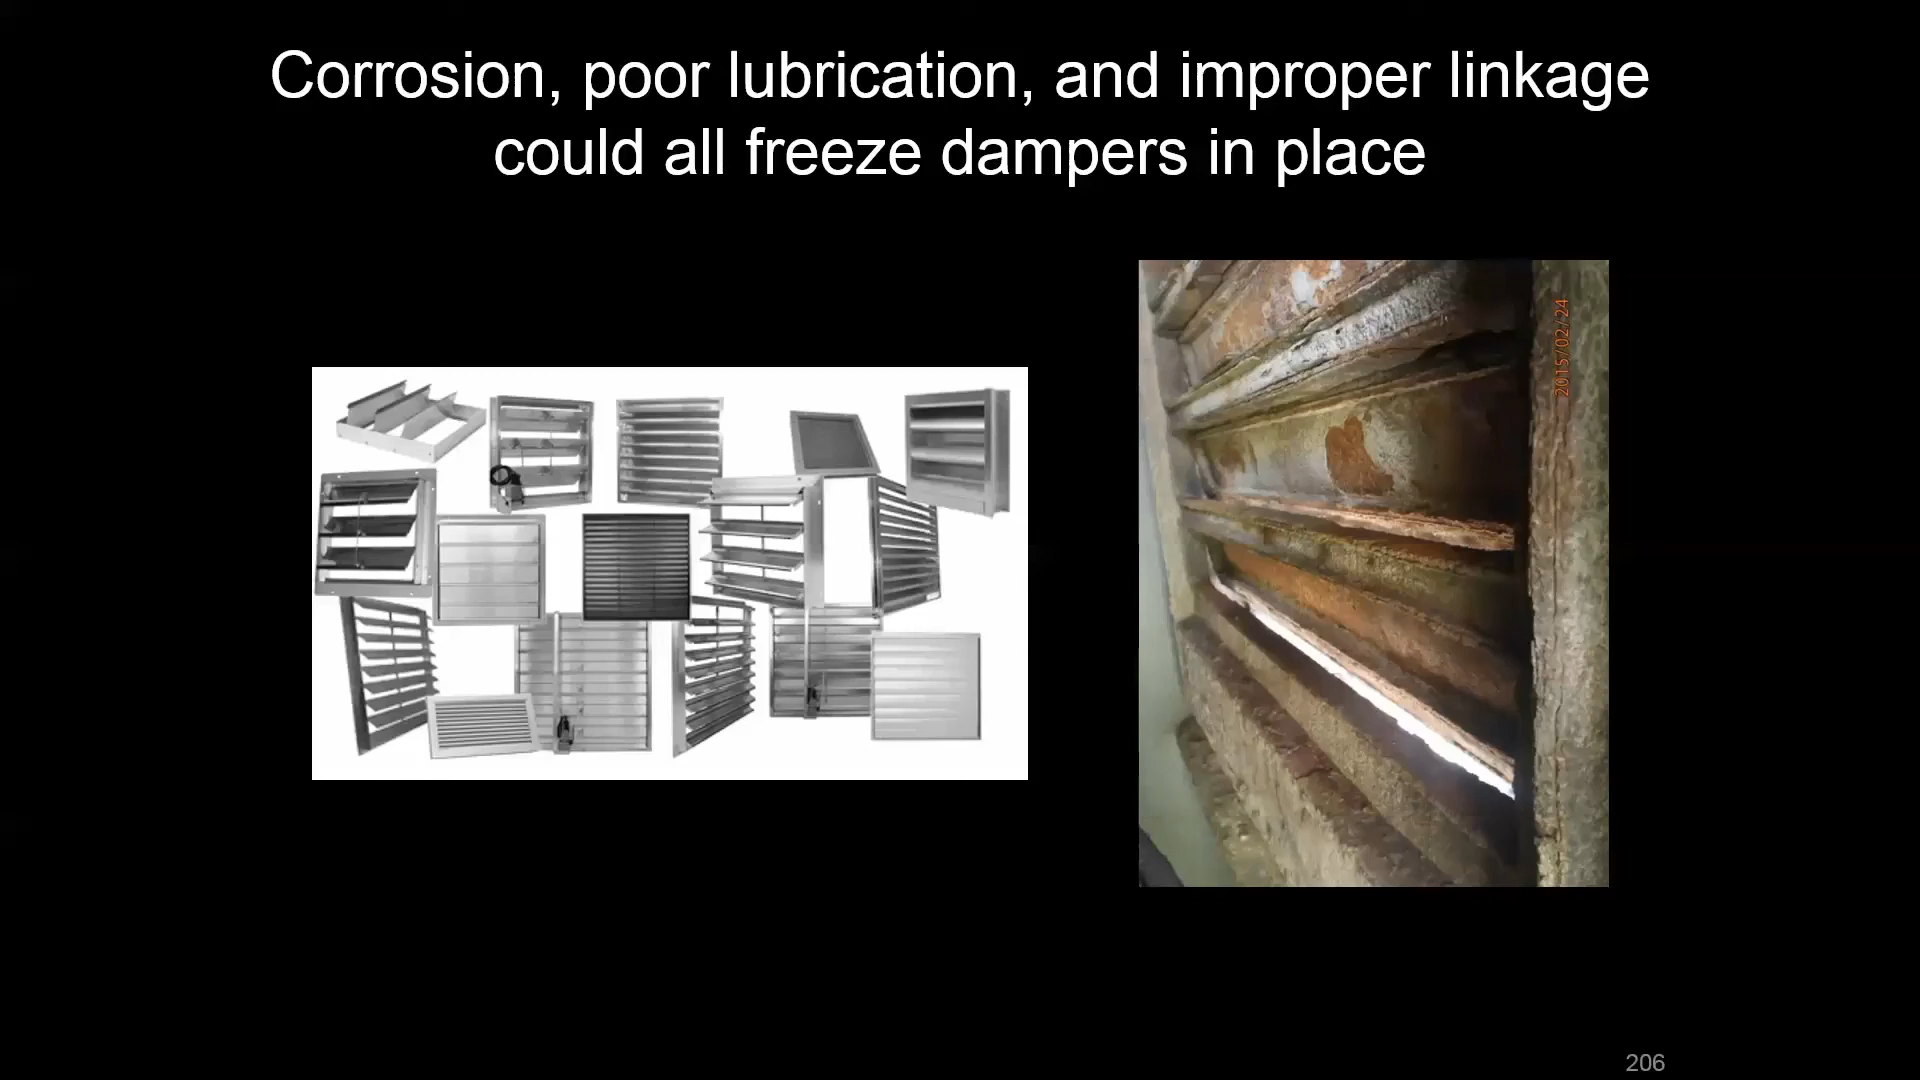 Corrosion, poor lubrication, and improper linkage
could all freeze dampers in place
2015/02/24
206